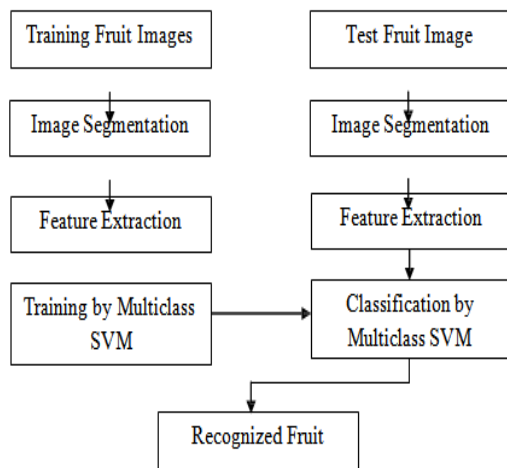 Training Fruit Images
Test Fruit Image
Image Segmentation
Image Segmentation
Feature Extraction
Feature Extraction
Training by Multiclass
SVM
Classification by
Multiclass SVM
Recognized Fruit